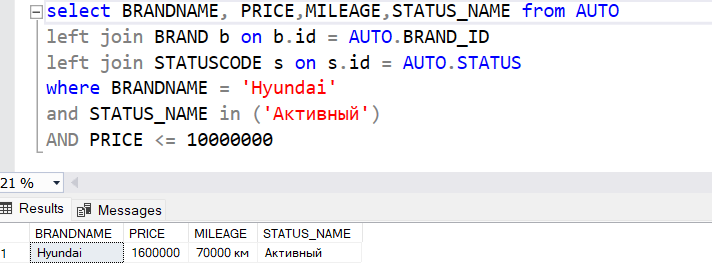 select BRANDNAME, PRICE,MILEAGE,STATUS_NAME from AUTO
left join BRAND b on b.id = AUTO.BRAND_ID
left join STATUSCODE s on s.id = AUTO.STATUS
where BRANDNAME = 'Hyundai'
and STATUS_NAME in ('Активный')
AND PRICE <= 10000000
21 %
Results Messages
BRANDNAME PRICE MILEAGE STATUS_NAME
1 Hyundai 1600000 70000 км Активный